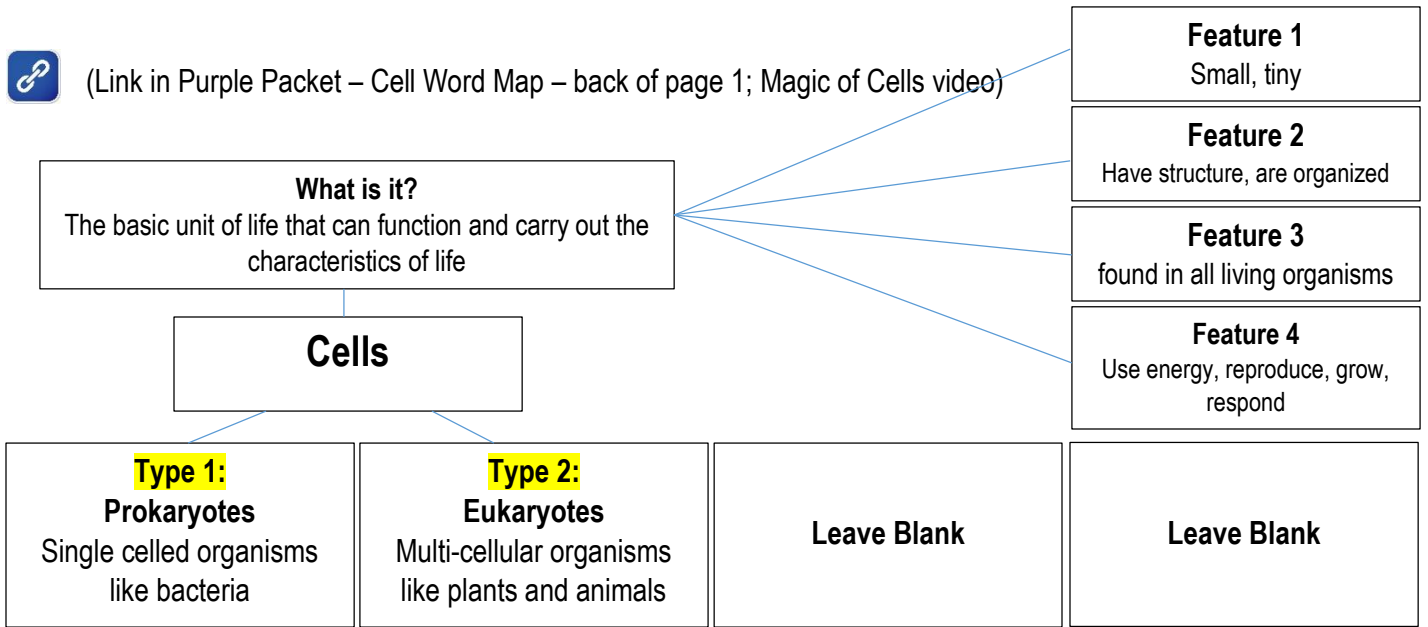 (Link in Purple Packet – Cell Word Map – back of page 1; Magic of Cells video)
Feature 1
Small, tiny
Feature 2
Have structure, are organized
Feature 3
found in all living organisms
Feature 4
Use energy, reproduce, grow,
respond
What is it?
The basic unit of life that can function and carry out the
characteristics of life
Cells
Type 1:
Prokaryotes
Single celled organisms
like bacteria
Type 2:
Eukaryotes
Multi-cellular organisms
like plants and animals
Leave Blank
Leave Blank